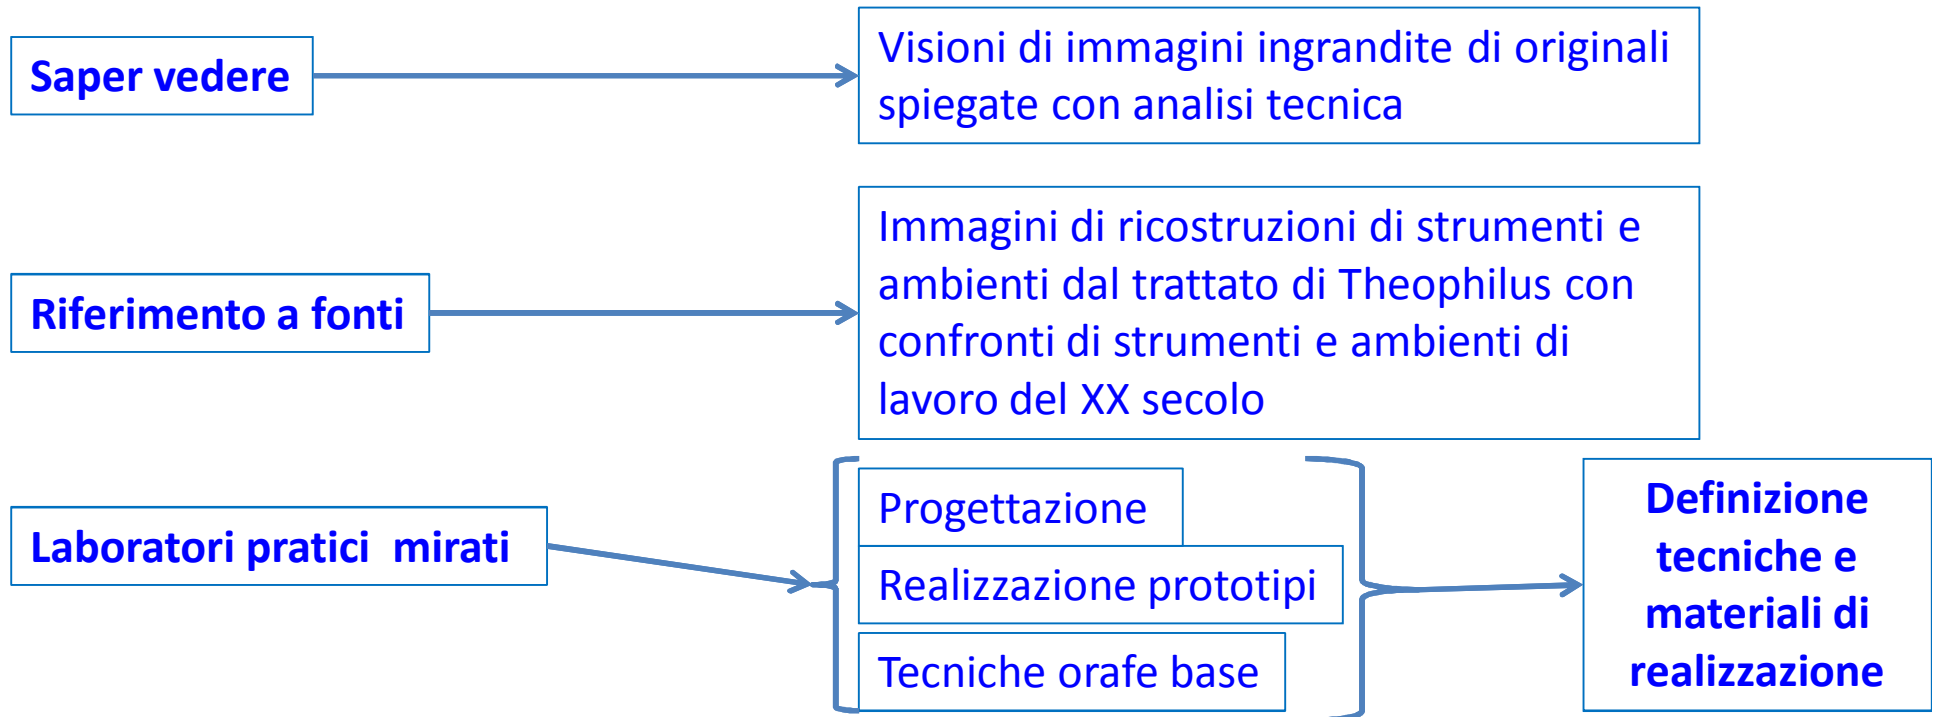 Saper vedere
Visioni di immagini ingrandite di originali
spiegate con analisi tecnica
Riferimento a fonti
Immagini di ricostruzioni di strumenti e
ambienti dal trattato di Theophilus con
confronti di strumenti e ambienti di
lavoro del XX secolo
Laboratori pratici  mirati
Progettazione
Realizzazione prototipi
Tecniche orafe base
Definizione
tecniche e
materiali di
realizzazione